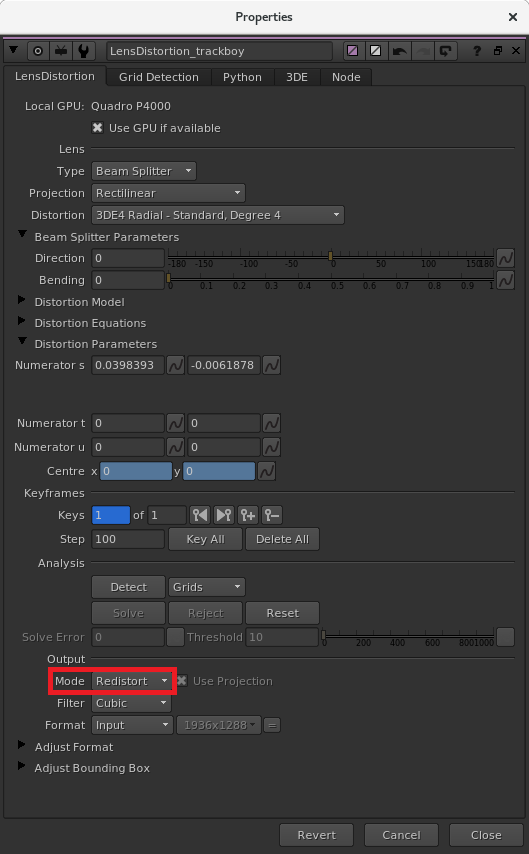 Properties
LensDistortion_trackboy
LensDistortion Grid Detection Python 3DE Node
Local GPU: Quadro P4000
Use GPU if available
Lens
Type Beam Splitter
Projection Rectilinear
Distortion 3DE4 Radial - Standard, Degree 4
Beam Splitter Parameters
Direction 0 -180 -150 -100 -50 0 50 100 150 180
Bending 0 0 0.1 0.2 0.3 0.4 0.5 0.6 0.7 0.8 0.9 1
Distortion Model
Distortion Equations
Distortion Parameters
Numerator s 0.0398393 -0.0061878
Numerator t 0 0
Numerator u 0 0
Centre x 0 y 0
Keyframes
Keys 1 of 1
Step 100 Key All Delete All
Analysis
Detect Grids
Solve Reject Reset
Solve Error 0 Threshold 10 0 200 400 600 800 1000
Output
Mode Redistort Use Projection
Filter Cubic
Format Input 1936x1288 =
Adjust Format
Adjust Bounding Box
Revert Cancel Close